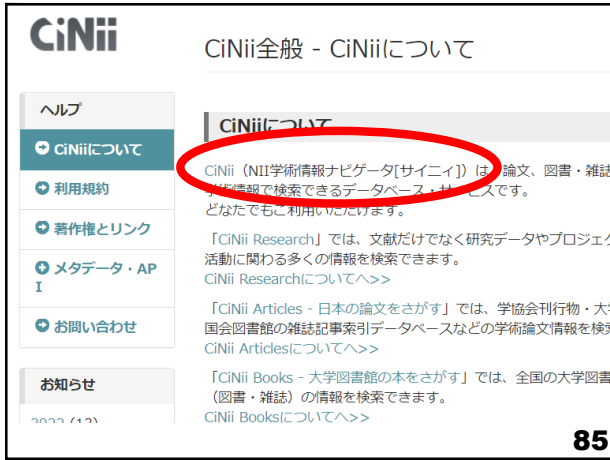 CiNii
CiNii全般 - CiNiiについて
ヘルプ
CiNiiについて
利用規約
著作権とリンク
メタデータ・AP
I
お問い合わせ
お知らせ
2022 (12)
CiNiiについて
CiNii（NII学術情報ナビゲータ[サイニィ]）は、論文、図書・雑誌
学術情報で検索できるデータベース・サービスです。
どなたでもご利用いただけます。
「CiNii Research」では、文献だけでなく研究データやプロジェク
活動に関わる多くの情報を検索できます。
CiNii Researchについてへ>>
「CiNii Articles - 日本の論文をさがす」では、学協会刊行物・大学
国会図書館の雑誌記事索引データベースなどの学術論文情報を検索
CiNii Articlesについてへ>>
「CiNii Books - 大学図書館の本をさがす」では、全国の大学図書
（図書・雑誌）の情報を検索できます。
CiNii Booksについてへ>>
85